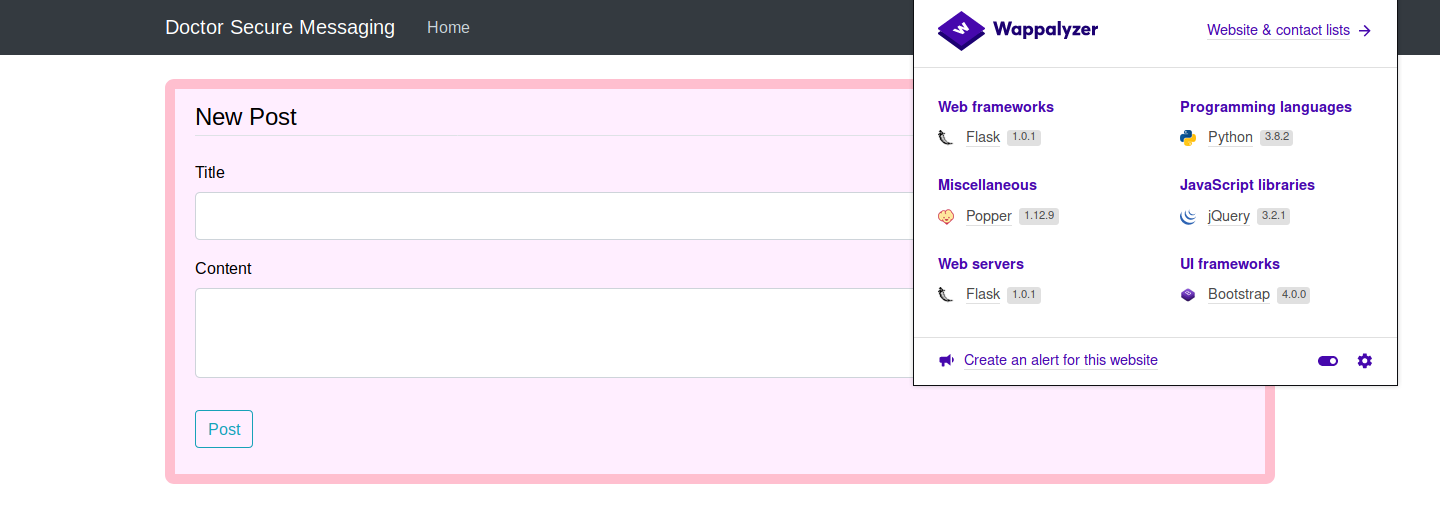 Doctor Secure Messaging Home
New Post
Title
Content
Post
Wappalyzer
Website & contact lists
Web frameworks
Flask 1.0.1
Programming languages
Python 3.8.2
Miscellaneous
Popper 1.12.9
JavaScript libraries
jQuery 3.2.1
Web servers
Flask 1.0.1
UI frameworks
Bootstrap 4.0.0
Create an alert for this website